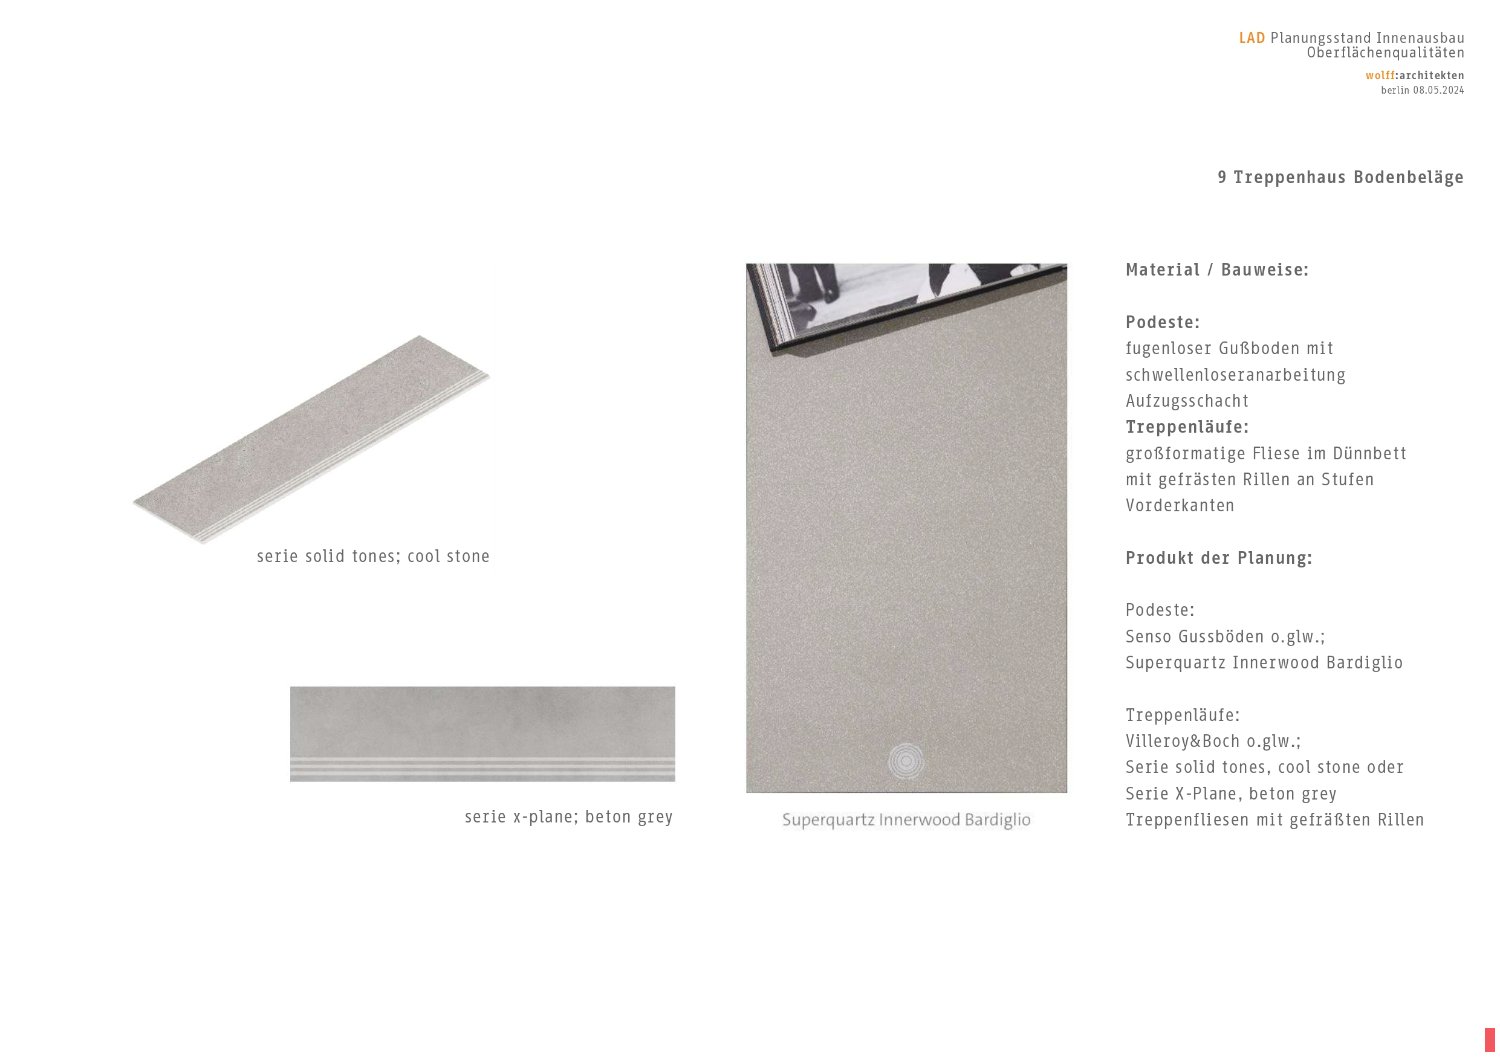 LAD Planungsstand Innenausbau
Oberflächenqualitäten
wolff:architekten
berlin 08.05.2024
9 Treppenhaus Bodenbeläge
serie solid tones; cool stone
serie x-plane; beton grey
Superquartz Innerwood Bardiglio
Material / Bauweise:
Podeste:
fugenloser Gußboden mit
schwellenloseranarbeitung
Aufzugsschacht
Treppenläufe:
großformatige Fliese im Dünnbett
mit gefrästen Rillen an Stufen
Vorderkanten
Produkt der Planung:
Podeste:
Senso Gussböden o.glw.;
Superquartz Innerwood Bardiglio
Treppenläufe:
Villeroy&Boch o.glw.;
Serie solid tones, cool stone oder
Serie X-Plane, beton grey
Treppenfliesen mit gefräßten Rillen